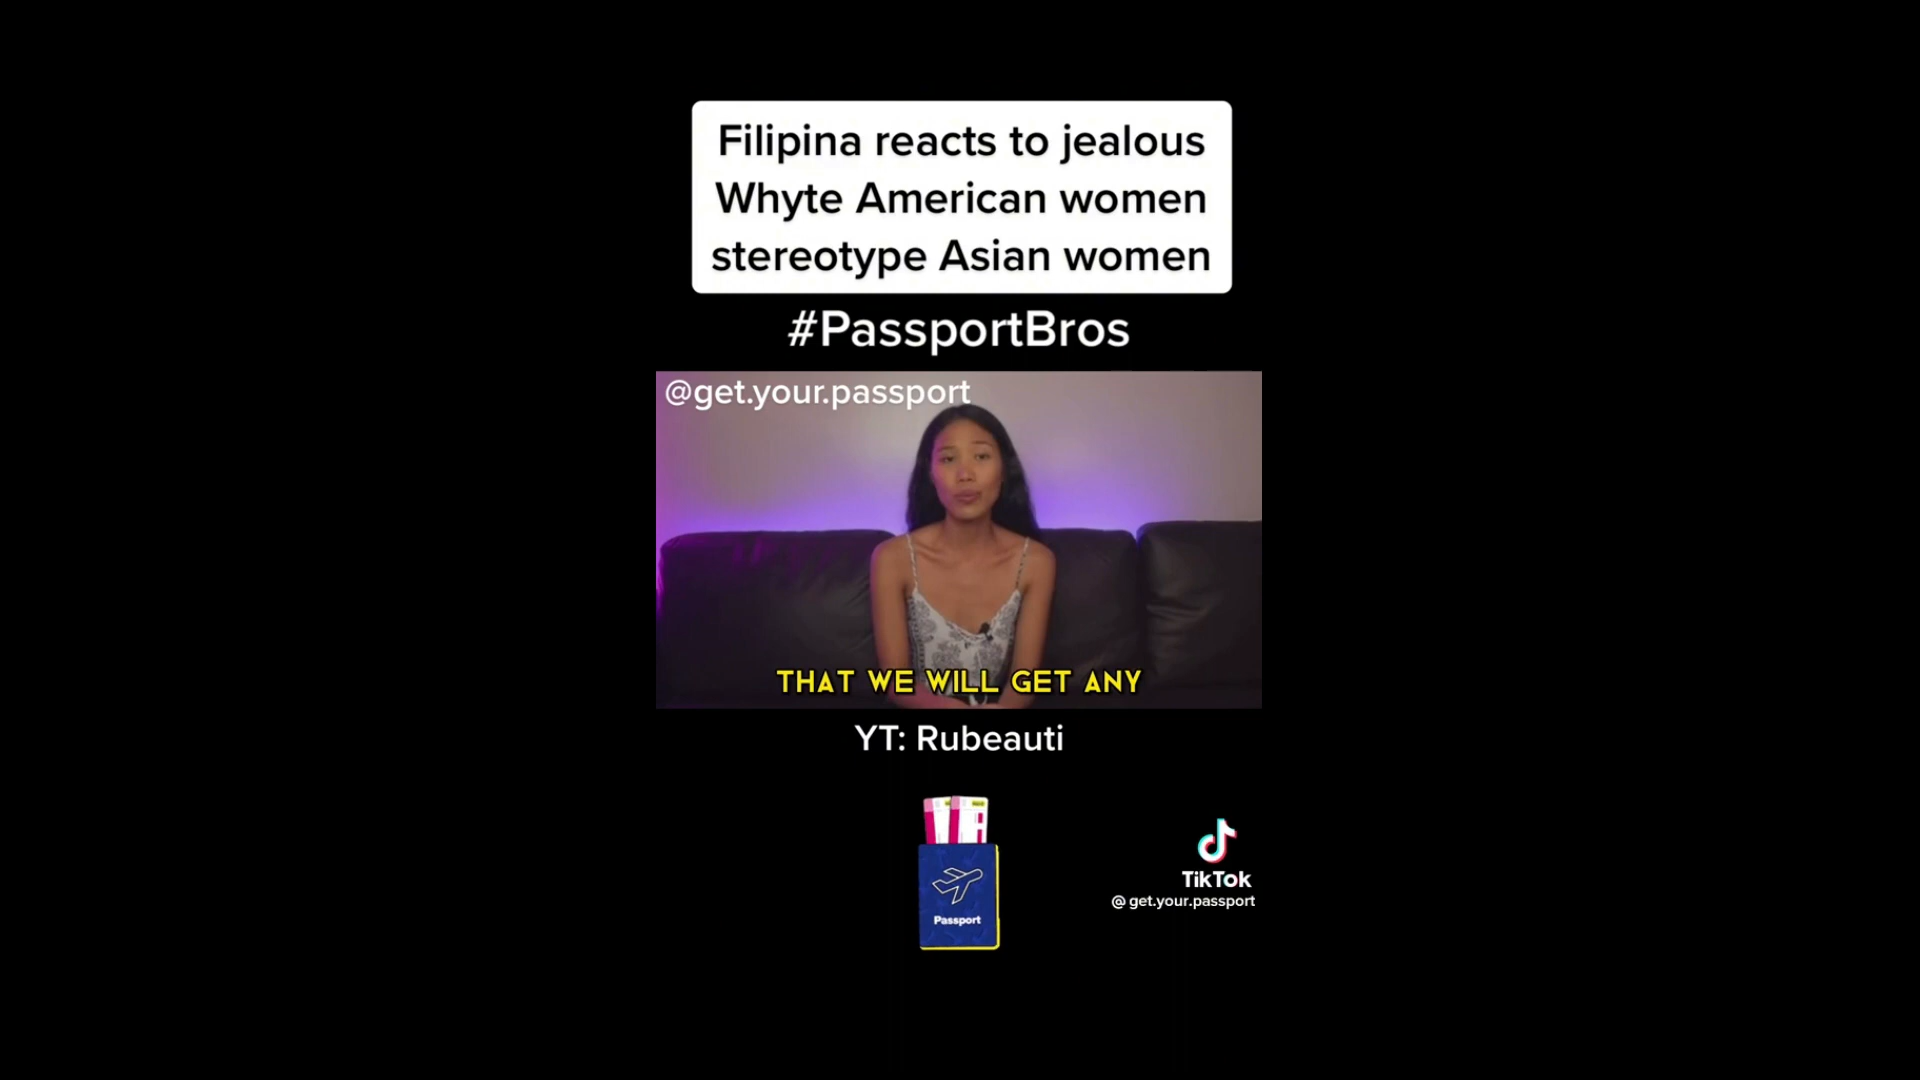 Filipina reacts to jealous
Whyte American women
stereotype Asian women
#PassportBros
@get.your.passport
THAT WE WILL GET ANY
YT: Rubeauti
Passport
TikTok
@ get.your.passport